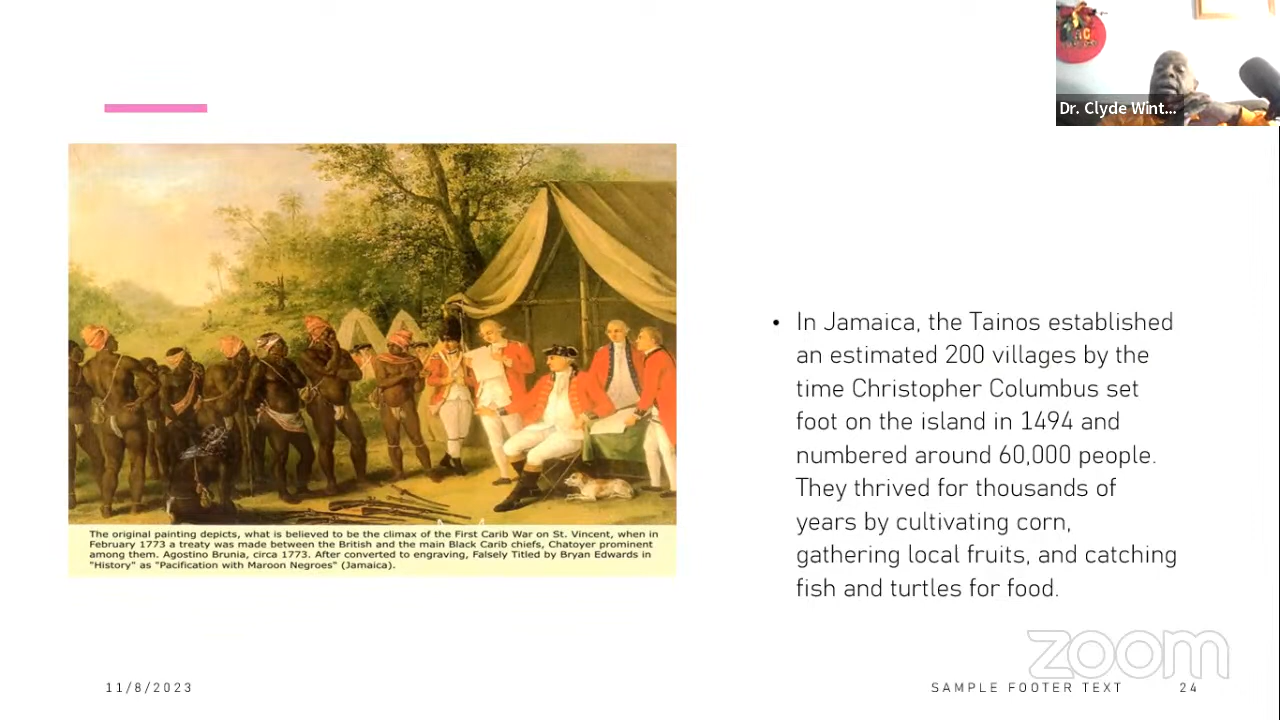 Dr. Clyde Wint...
The original painting depicts, what is believed to be the climax of the First Carib War on St. Vincent, when in
February 1773 a treaty was made between the British and the main Black Carib chiefs, Chatoyer prominent
among them. Agostino Brunia, circa 1773. After converted to engraving, Falsely Titled by Bryan Edwards in
"History" as "Pacification with Maroon Negroes" (Jamaica).
• In Jamaica, the Tainos established
an estimated 200 villages by the
time Christopher Columbus set
foot on the island in 1494 and
numbered around 60,000 people.
They thrived for thousands of
years by cultivating corn,
gathering local fruits, and catching
fish and turtles for food.
zoom
11/8/2023
SAMPLE FOOTER TEXT
24